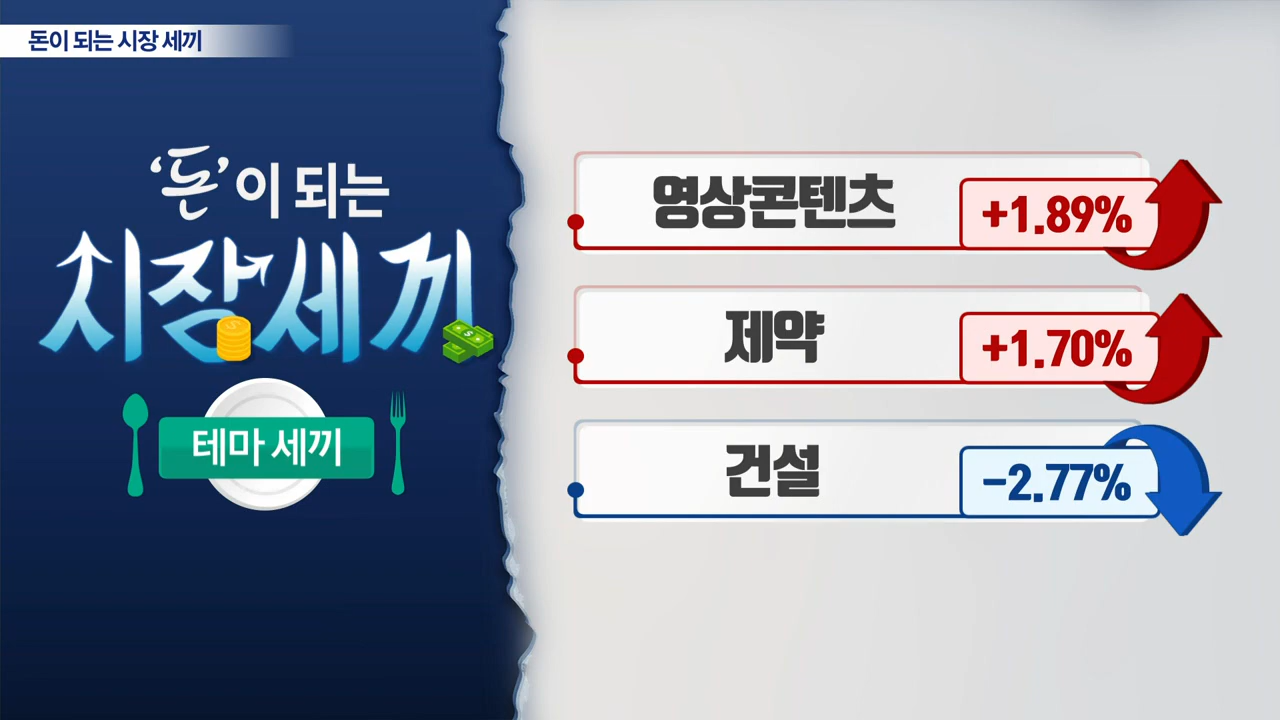 돈이 되는 시장 세끼
‘돈’이 되는
시장세끼
테마 세끼
영상콘텐츠
+1.89%
제약
+1.70%
건설
-2.77%